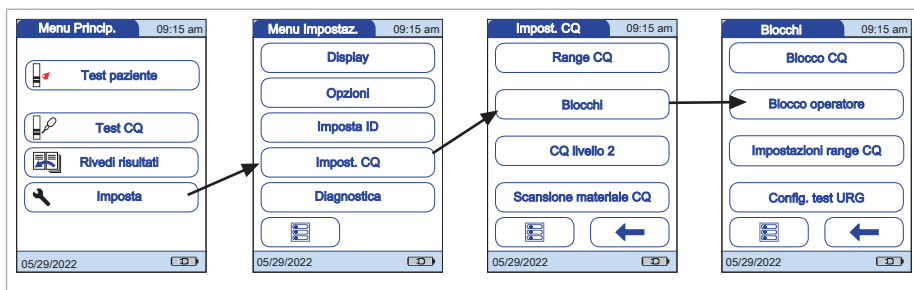 Menu Princip. 09:15 am
Test paziente
Test CQ
Rivedi risultati
Imposta
05/29/2022
Menu Impostaz. 09:15 am
Display
Opzioni
Imposta ID
Impost. CQ
Diagnostica
05/29/2022
Impost. CQ 09:15 am
Range CQ
Blocchi
CQ livello 2
Scansione materiale CQ
05/29/2022
Blocchi 09:15 am
Blocco CQ
Blocco operatore
Impostazioni range CQ
Config. test URG
05/29/2022